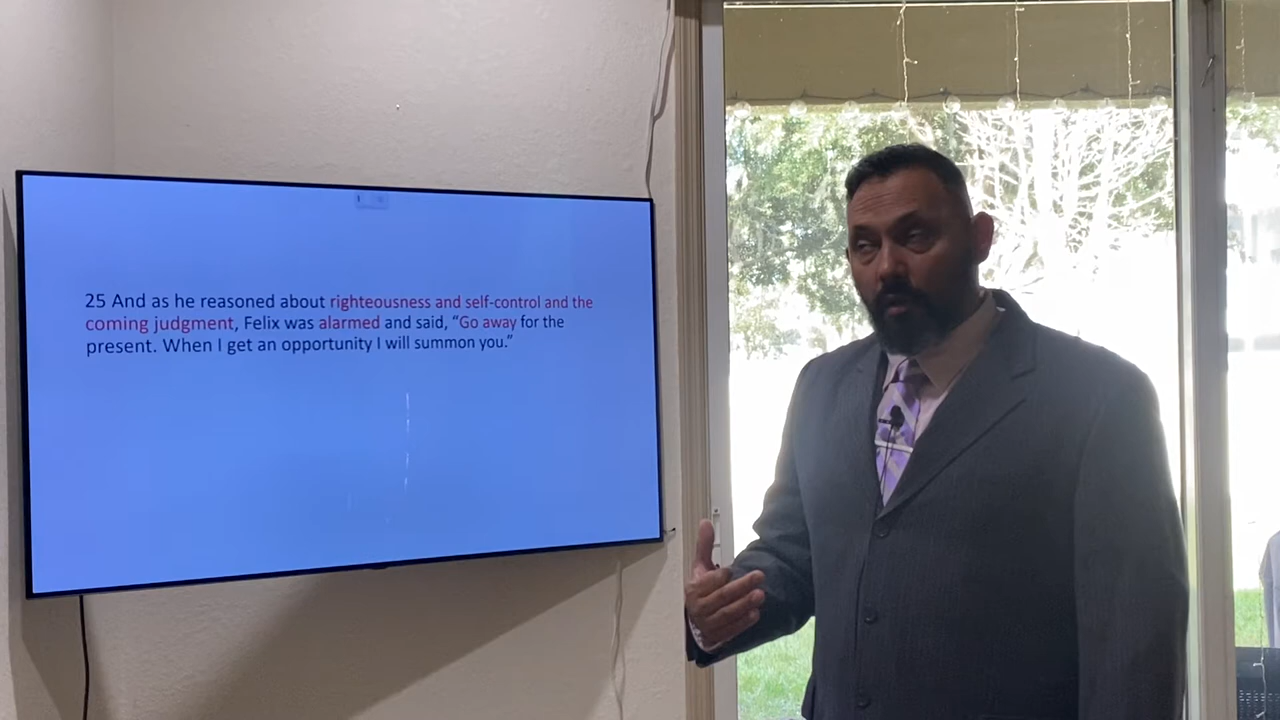 25 And as he reasoned about righteousness and self-control and the
coming judgment, Felix was alarmed and said, “Go away for the
present. When I get an opportunity I will summon you.”